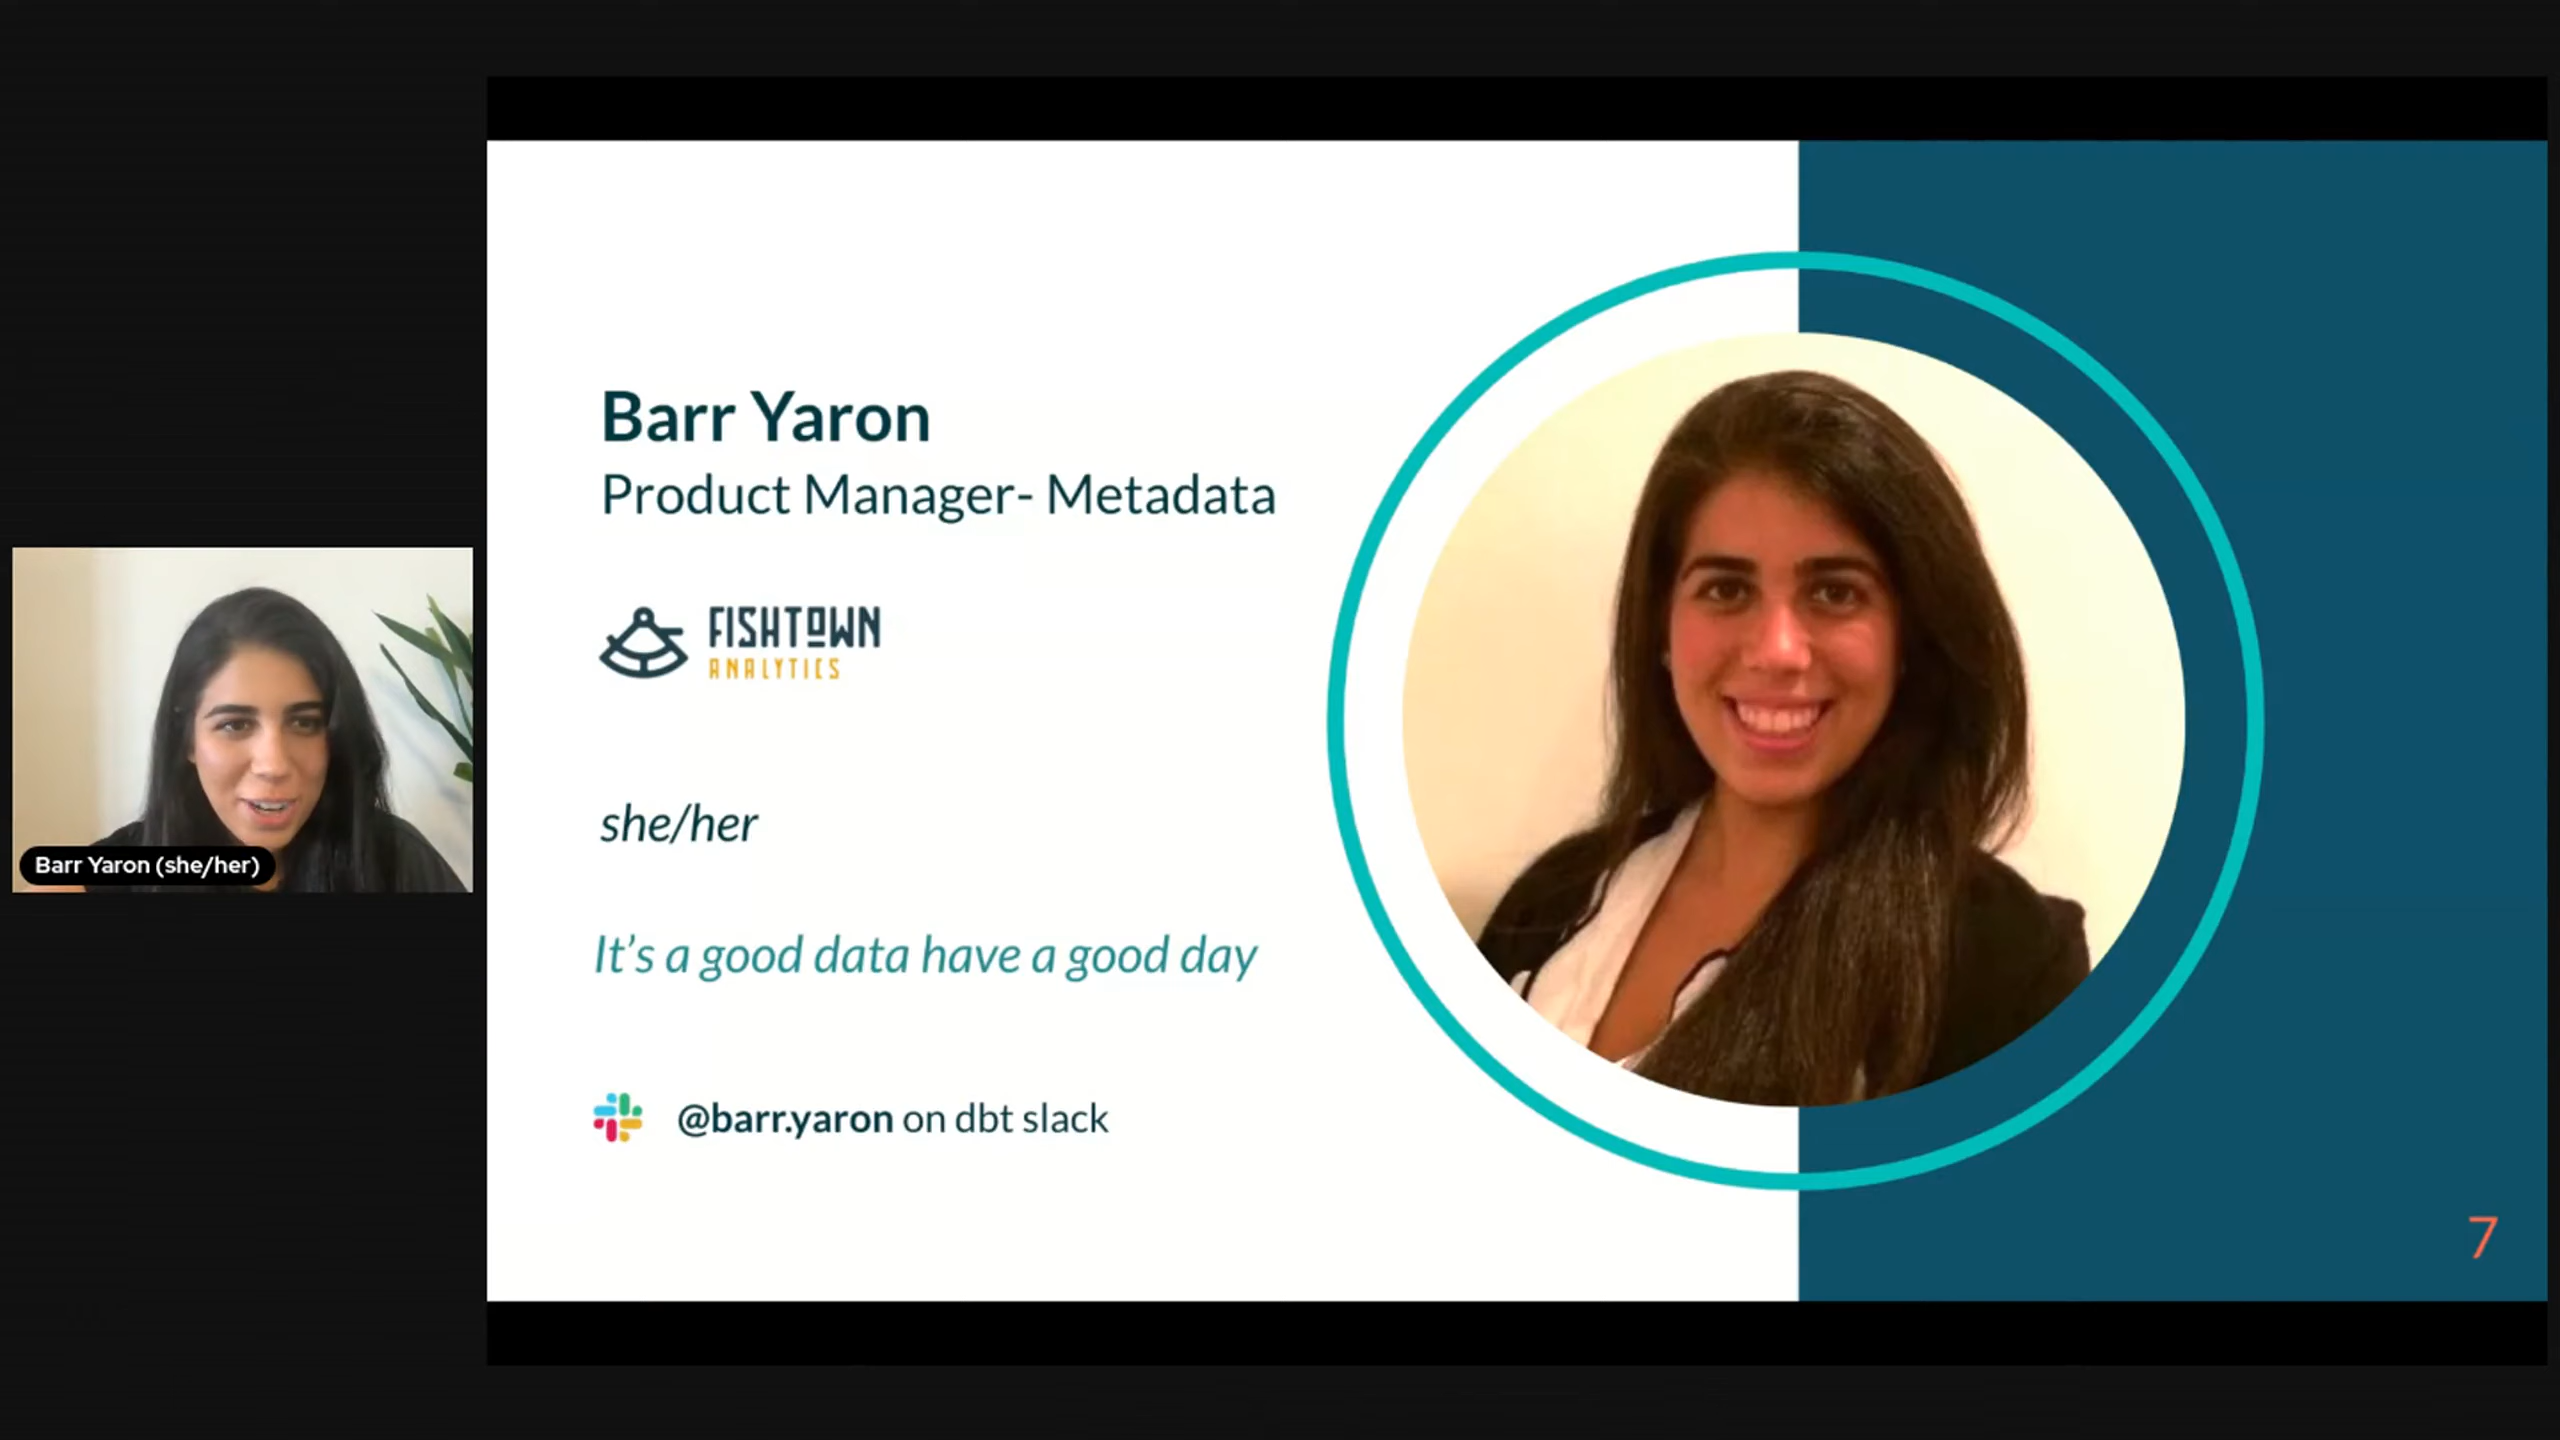 Barr Yaron
Product Manager- Metadata
FISHTOWN
ANALYTICS
she/her
It's a good data have a good day
@barr.yaron on dbt slack
7
Barr Yaron (she/her)